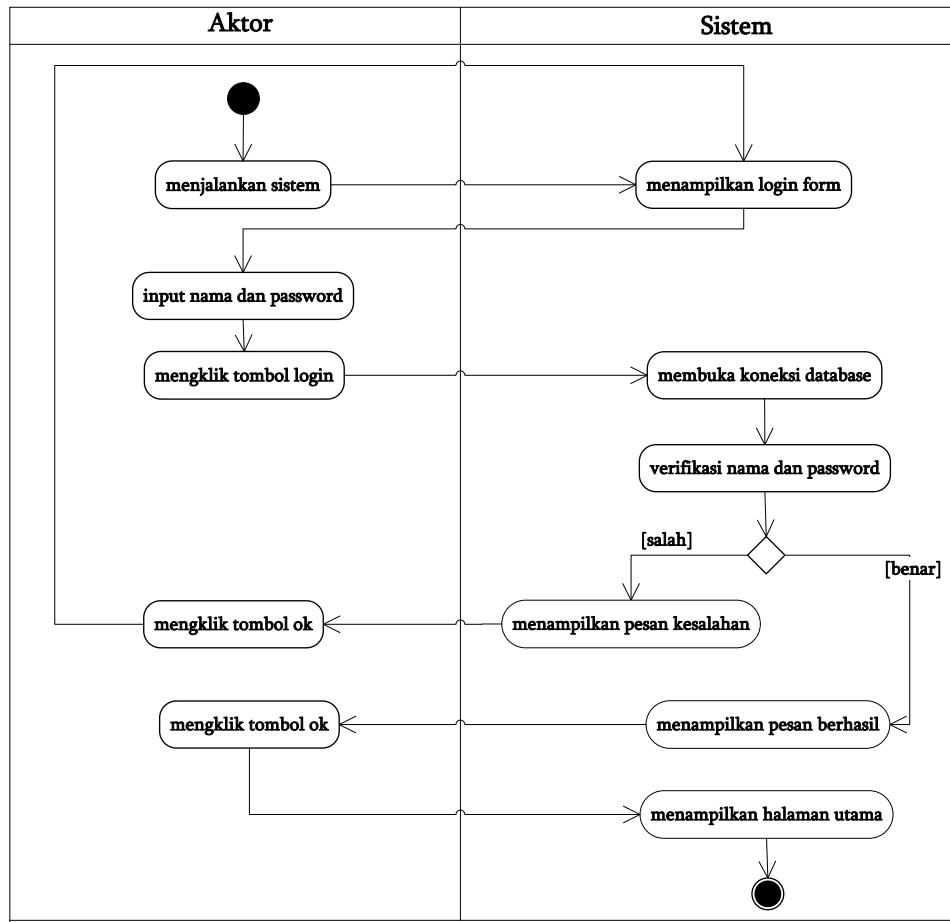 Aktor
Sistem
menjalankan sistem
menampilkan login form
input nama dan password
mengklik tombol login
membuka koneksi database
verifikasi nama dan password
[salah]
[benar]
mengklik tombol ok
menampilkan pesan kesalahan
mengklik tombol ok
menampilkan pesan berhasil
menampilkan halaman utama